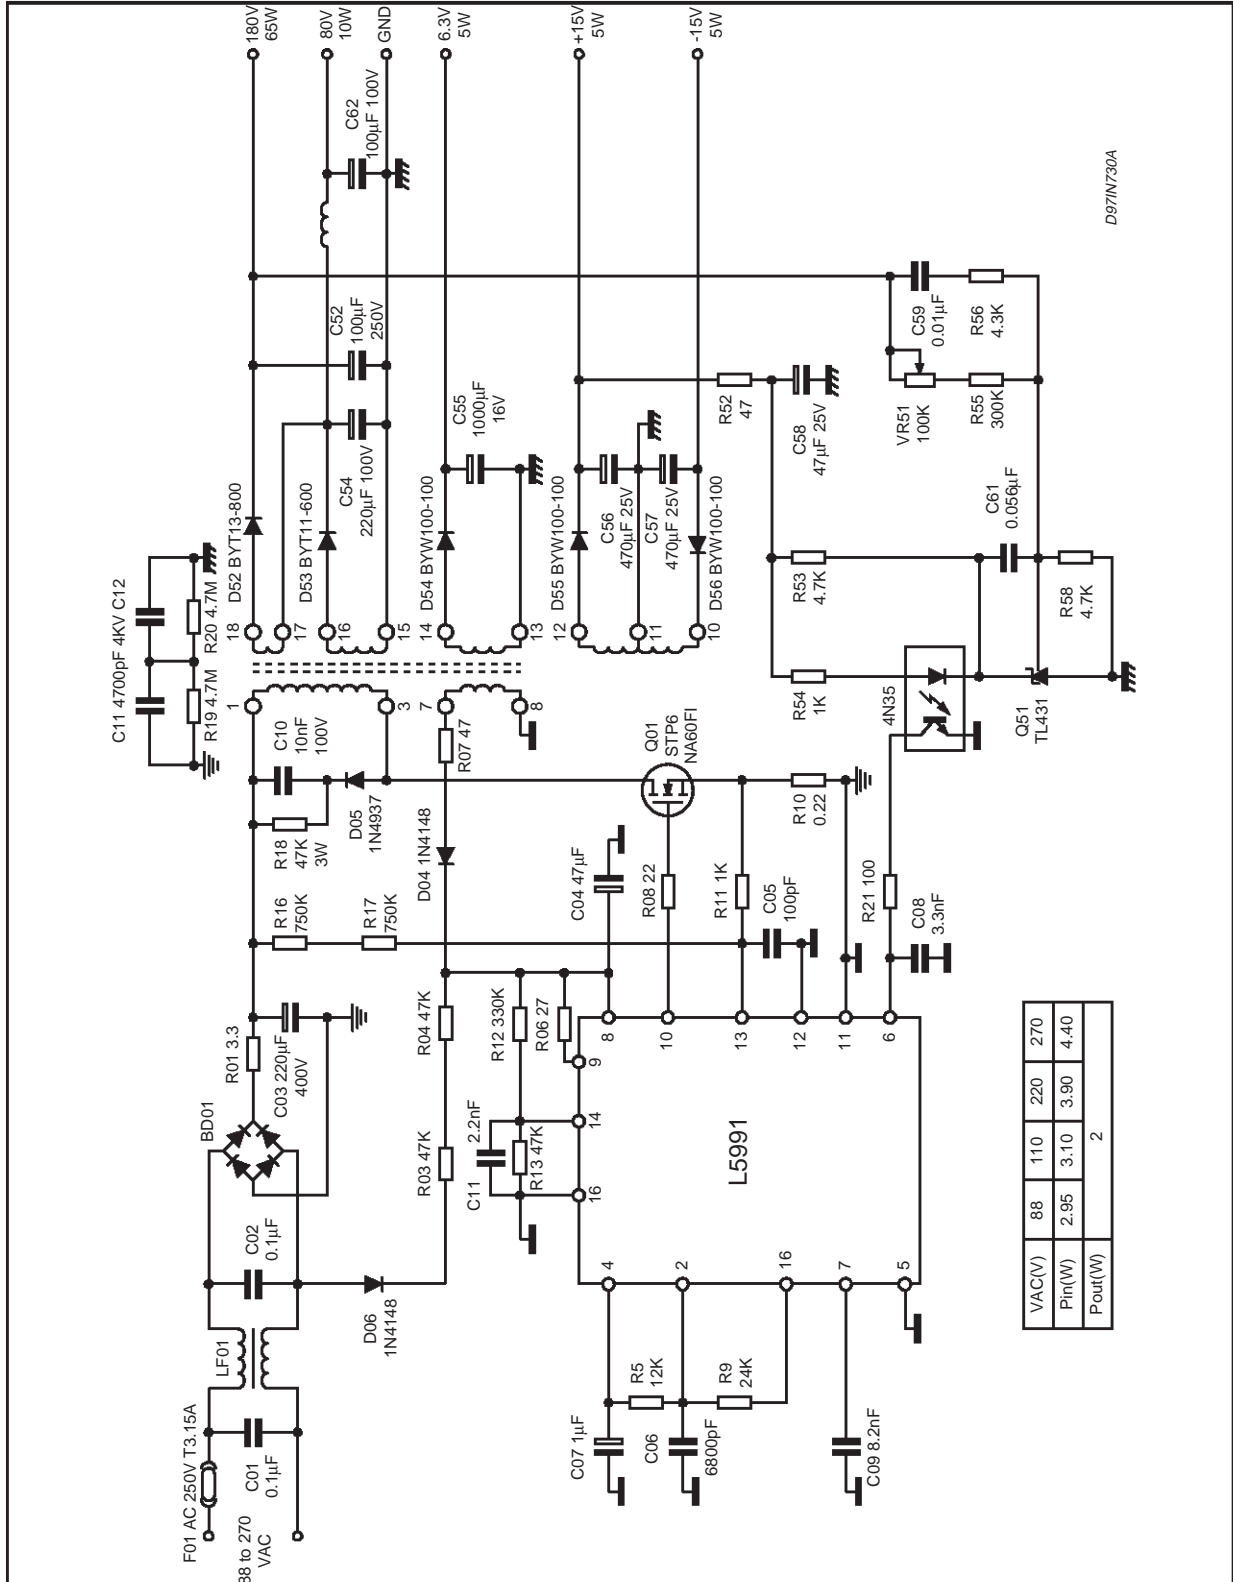 F01 AC 250V T3.15A
88 to 270
VAC
C01
0.1µF
LF01
C02
0.1µF
BD01
R01 3.3
C03 220µF
400V
D06
1N4148
R03 47K
R04 47K
R16
750K
R17
750K
R18
47K
3W
C10
10nF
100V
D05
1N4937
D04 1N4148
R07 47
C11 4700pF 4KV C12
R19 4.7M
R20 4.7M
1
3
7
8
18
17
16
15
14
13
12
11
10
D52 BYT13-800
D53 BYT11-600
C54
220µF 100V
C52
100µF
250V
C62
100µF 100V
180V
65W
80V
10W
GND
D54 BYW100-100
C55
1000µF
16V
6.3V
5W
D55 BYW100-100
C56
470µF 25V
C57
470µF 25V
D56 BYW100-100
+15V
5W
-15V
5W
C11
2.2nF
R13 47K
R12 330K
R06 27
C04 47µF
Q01
STP6
NA60FI
R08 22
R11 1K
R10
0.22
C05
100pF
R21 100
C08
3.3nF
L5991
16
14
9
8
10
13
12
11
6
4
2
16
7
5
C07 1µF
R5
12K
C06
6800pF
R9
24K
C09 8.2nF
R52
47
C58
47µF 25V
R54
1K
R53
4.7K
4N35
Q51
TL431
C61
0.056µF
R58
4.7K
VR51
100K
R55
300K
C59
0.01µF
R56
4.3K
VAC(V) 88 110 220 270
Pin(W) 2.95 3.10 3.90 4.40
Pout(W) 2
D97IN730A